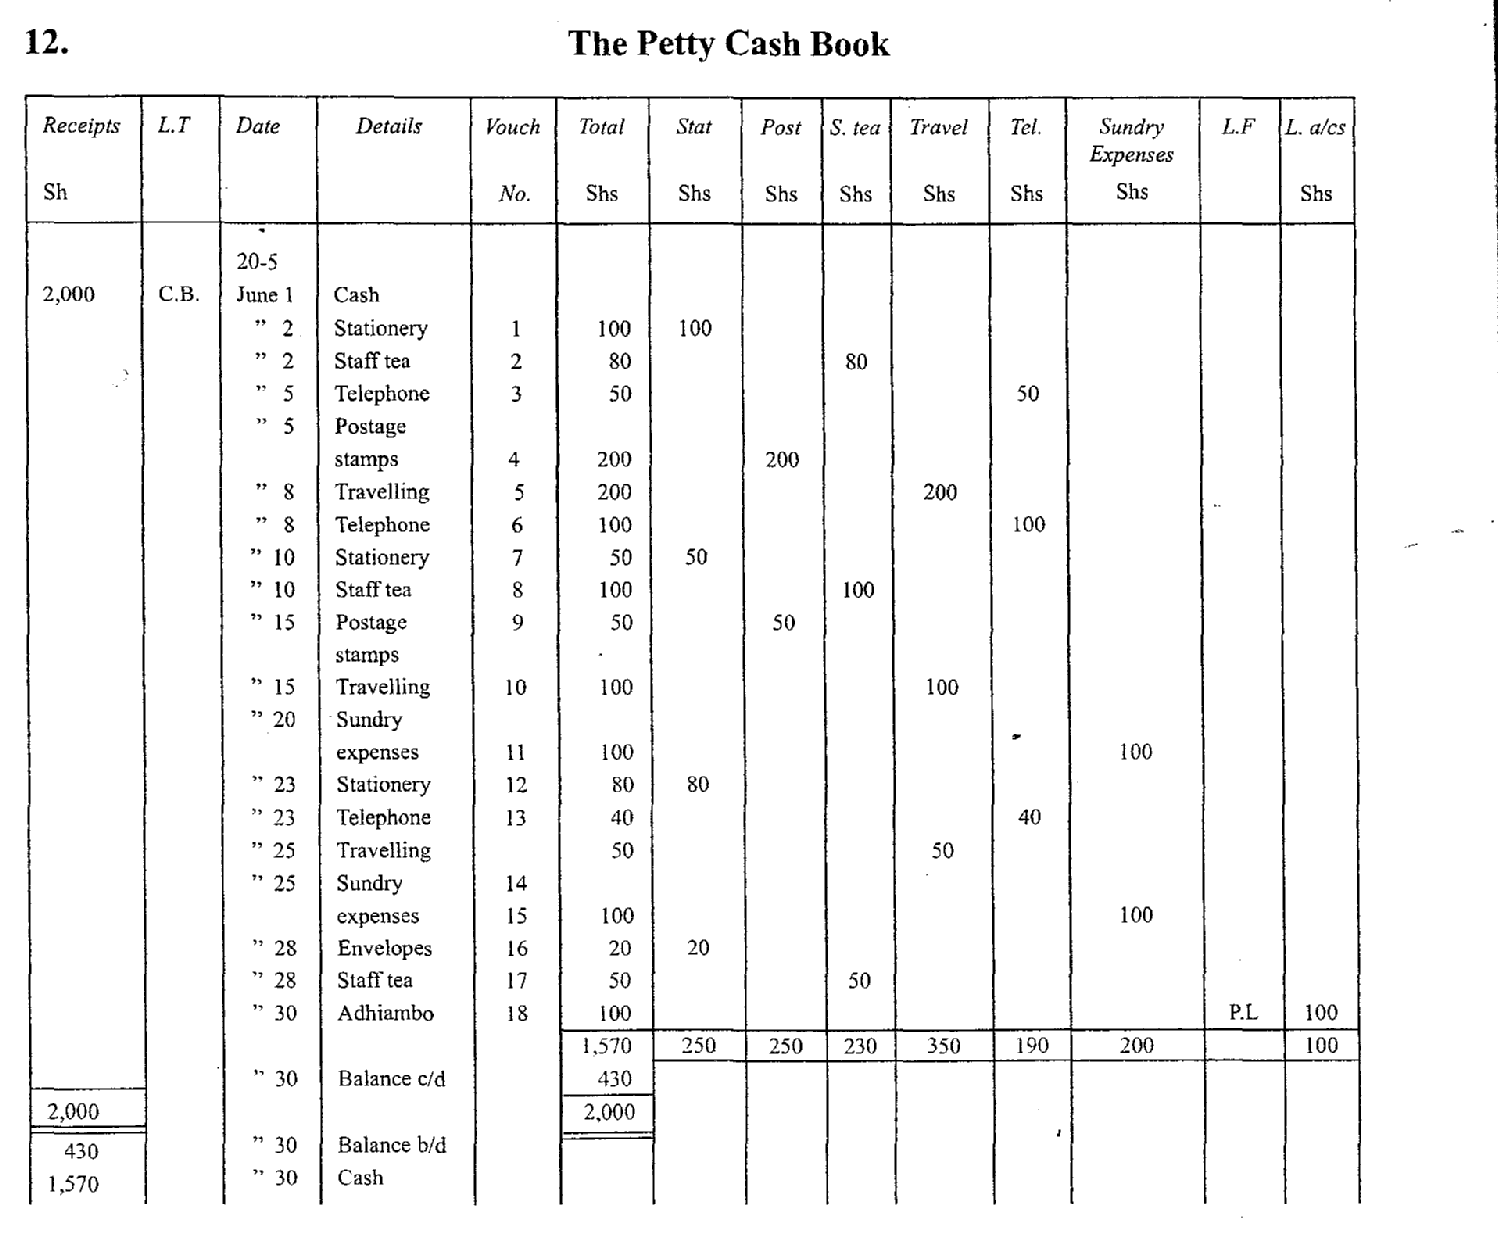 12. The Petty Cash Book
Receipts L.T Date Details Vouch Total Stat Post S. tea Travel Tel. Sundry L.F L. a/cs
Expenses
Sh No. Shs Shs Shs Shs Shs Shs Shs Shs
20-5
2,000 C.B. June 1 Cash
” 2 Stationery 1 100 100
” 2 Staff tea 2 80 80
” 5 Telephone 3 50 50
” 5 Postage
stamps 4 200 200
” 8 Travelling 5 200 200
” 8 Telephone 6 100 100
” 10 Stationery 7 50 50
” 10 Staff tea 8 100 100
” 15 Postage 9 50 50
stamps
” 15 Travelling 10 100 100
” 20 Sundry
expenses 11 100 100
” 23 Stationery 12 80 80
” 23 Telephone 13 40 40
” 25 Travelling 50 50
” 25 Sundry 14
expenses 15 100 100
” 28 Envelopes 16 20 20
” 28 Staff tea 17 50 50
” 30 Adhiambo 18 100 P.L 100
1,570 250 250 230 350 190 200 100
” 30 Balance c/d 430
2,000 2,000
430 ” 30 Balance b/d
1,570 ” 30 Cash